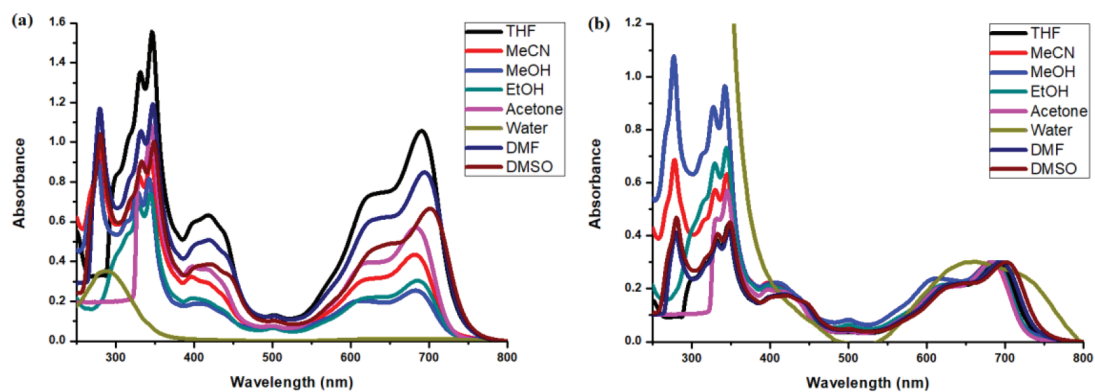 (a)
1.6
1.4
1.2
1.0
0.8
0.6
0.4
0.2
0.0
Absorbance
300 400 500 600 700 800
Wavelength (nm)
THF
MeCN
MeOH
EtOH
Acetone
Water
DMF
DMSO
(b)
1.2
1.0
0.8
0.6
0.4
0.2
0.0
Absorbance
300 400 500 600 700 800
Wavelength (nm)
THF
MeCN
MeOH
EtOH
Acetone
Water
DMF
DMSO